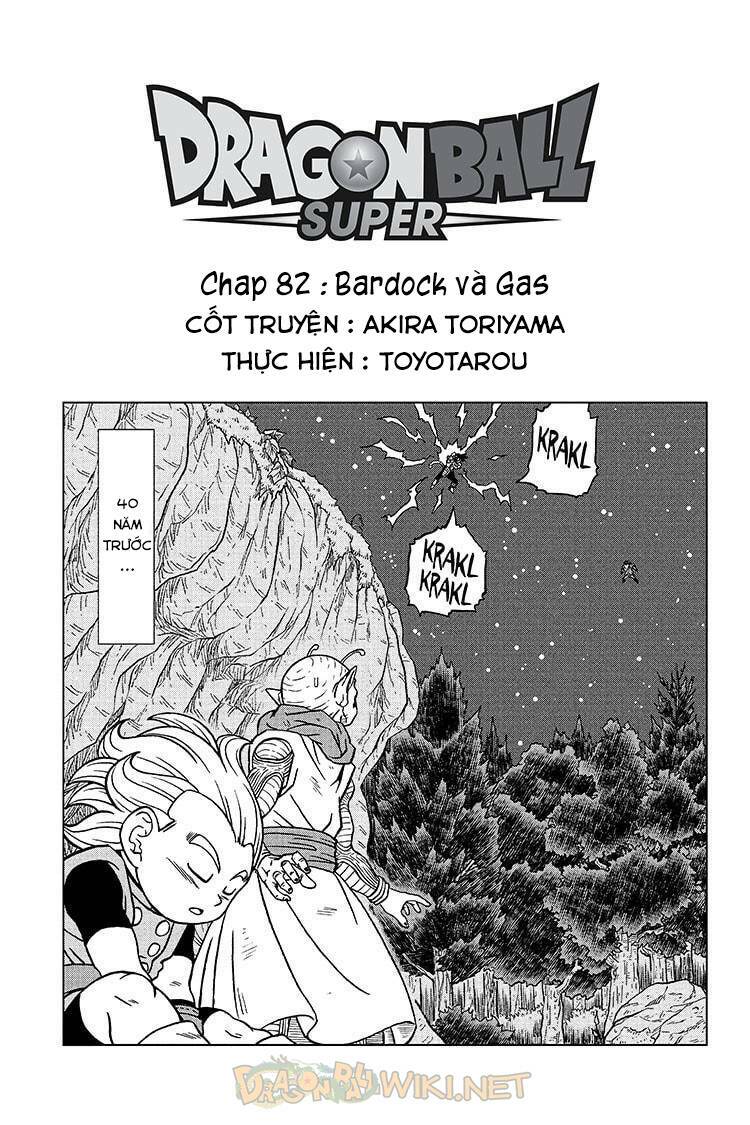 DRAGON BALL
SUPER
Chap 82 : Bardock và Gas
CỐT TRUYỆN : AKIRA TORIYAMA
THỰC HIỆN : TOYOTAROU
KRAKL
KRAKL
KRAKL
40
NĂM
TRƯỚC
...
DRAGONBALLWIKI.NET